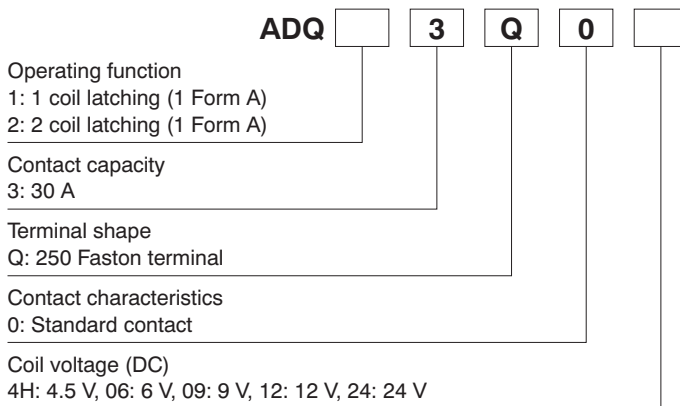 ADQ 3 Q 0
Operating function
1: 1 coil latching (1 Form A)
2: 2 coil latching (1 Form A)
Contact capacity
3: 30 A
Terminal shape
Q: 250 Faston terminal
Contact characteristics
0: Standard contact
Coil voltage (DC)
4H: 4.5 V, 06: 6 V, 09: 9 V, 12: 12 V, 24: 24 V